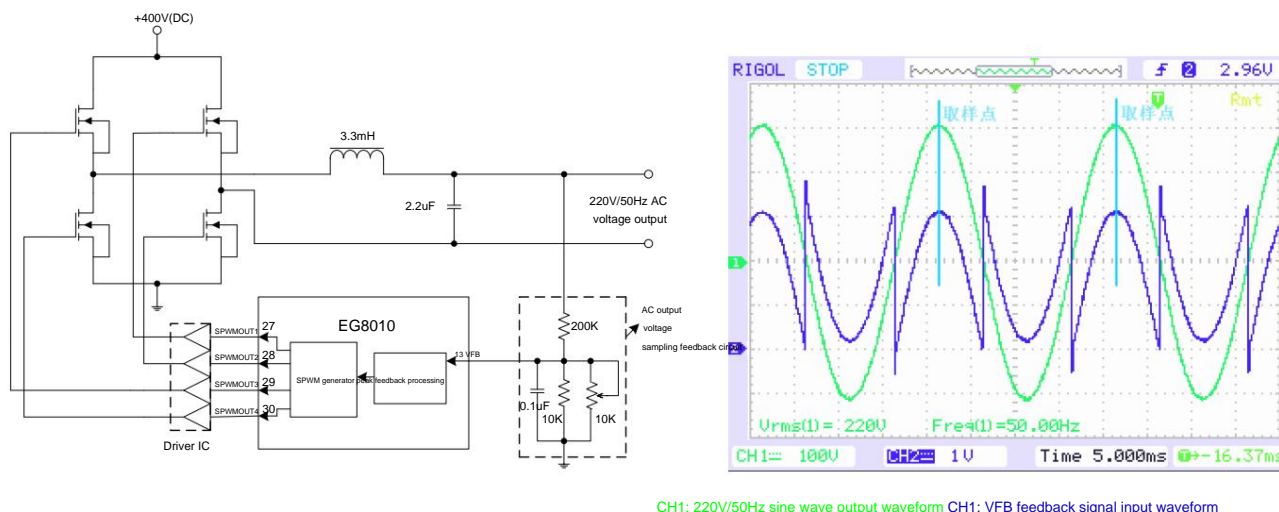 +400V(DC)
3.3mH
2.2uF
220V/50Hz AC
voltage output
EG8010
SPWMOUT1
27
SPWMOUT2
28
SPWMOUT3
29
SPWMOUT4
30
SPWM generator peak feedback processing
13 VFB
Driver IC
200K
0.1uF
10K
10K
AC output
voltage
sampling feedback circuit
RIGOL STOP
T
2 2.96V
Rmt
取样点
取样点
T
1
2
Vrms(1)= 220V Freq(1)=50.00Hz
CH1 100V CH2 1V Time 5.000ms T→-16.37ms
CH1: 220V/50Hz sine wave output waveform CH1: VFB feedback signal input waveform